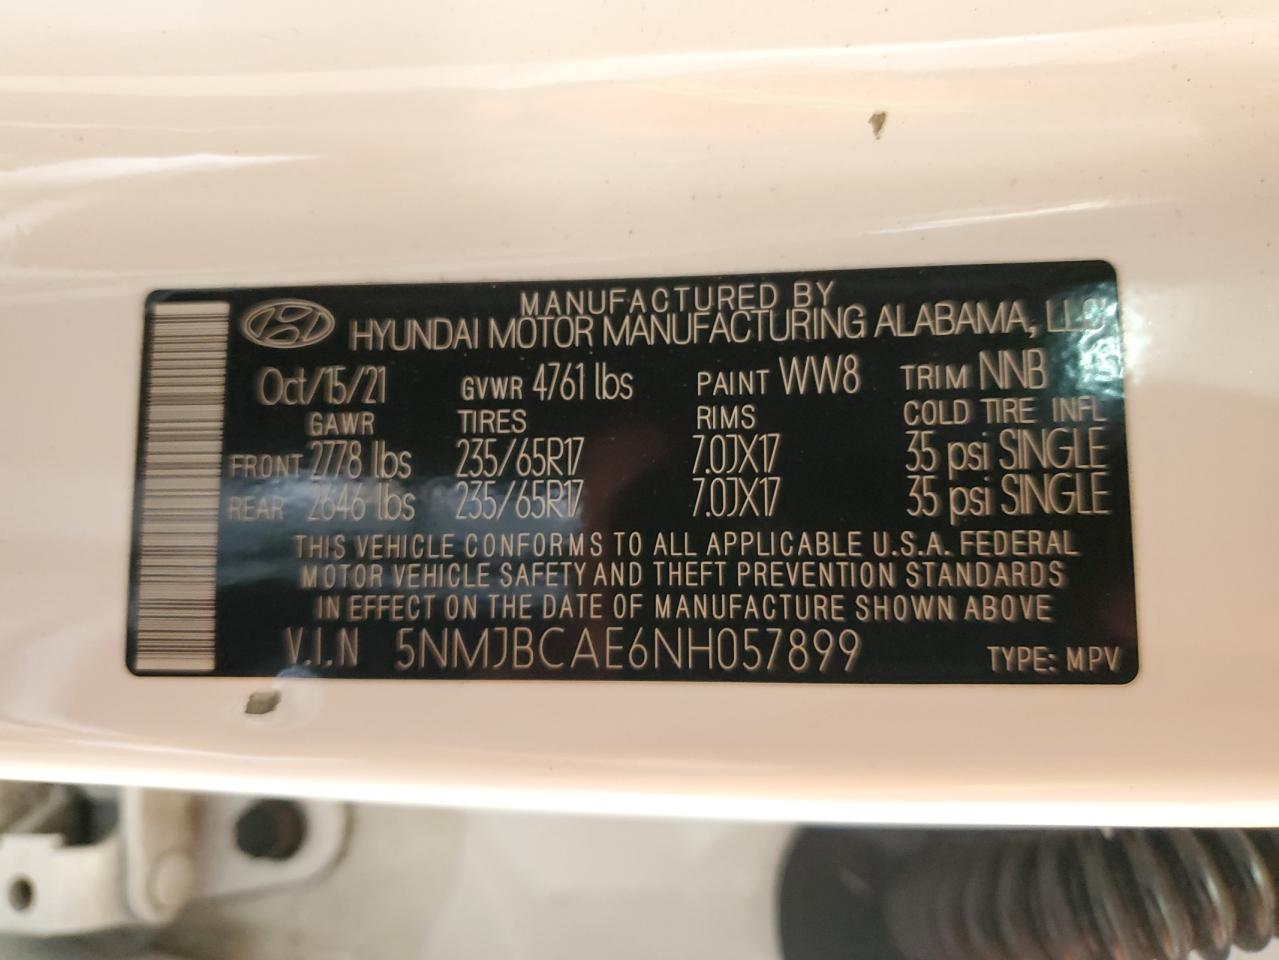 MANUFACTURED BY
HYUNDAI MOTOR MANUFACTURING ALABAMA, LLC
Oct/15/21 GVWR 4761 lbs PAINT WW8 TRIM NNB
GAWR TIRES RIMS COLD TIRE INFL
FRONT 2778 lbs 235/65R17 7.0JX17 35 psi SINGLE
REAR 2646 lbs 235/65R17 7.0JX17 35 psi SINGLE
THIS VEHICLE CONFORMS TO ALL APPLICABLE U.S.A. FEDERAL
MOTOR VEHICLE SAFETY AND THEFT PREVENTION STANDARDS
IN EFFECT ON THE DATE OF MANUFACTURE SHOWN ABOVE
V.I.N 5NMJBCAE6NH057899 TYPE: MPV